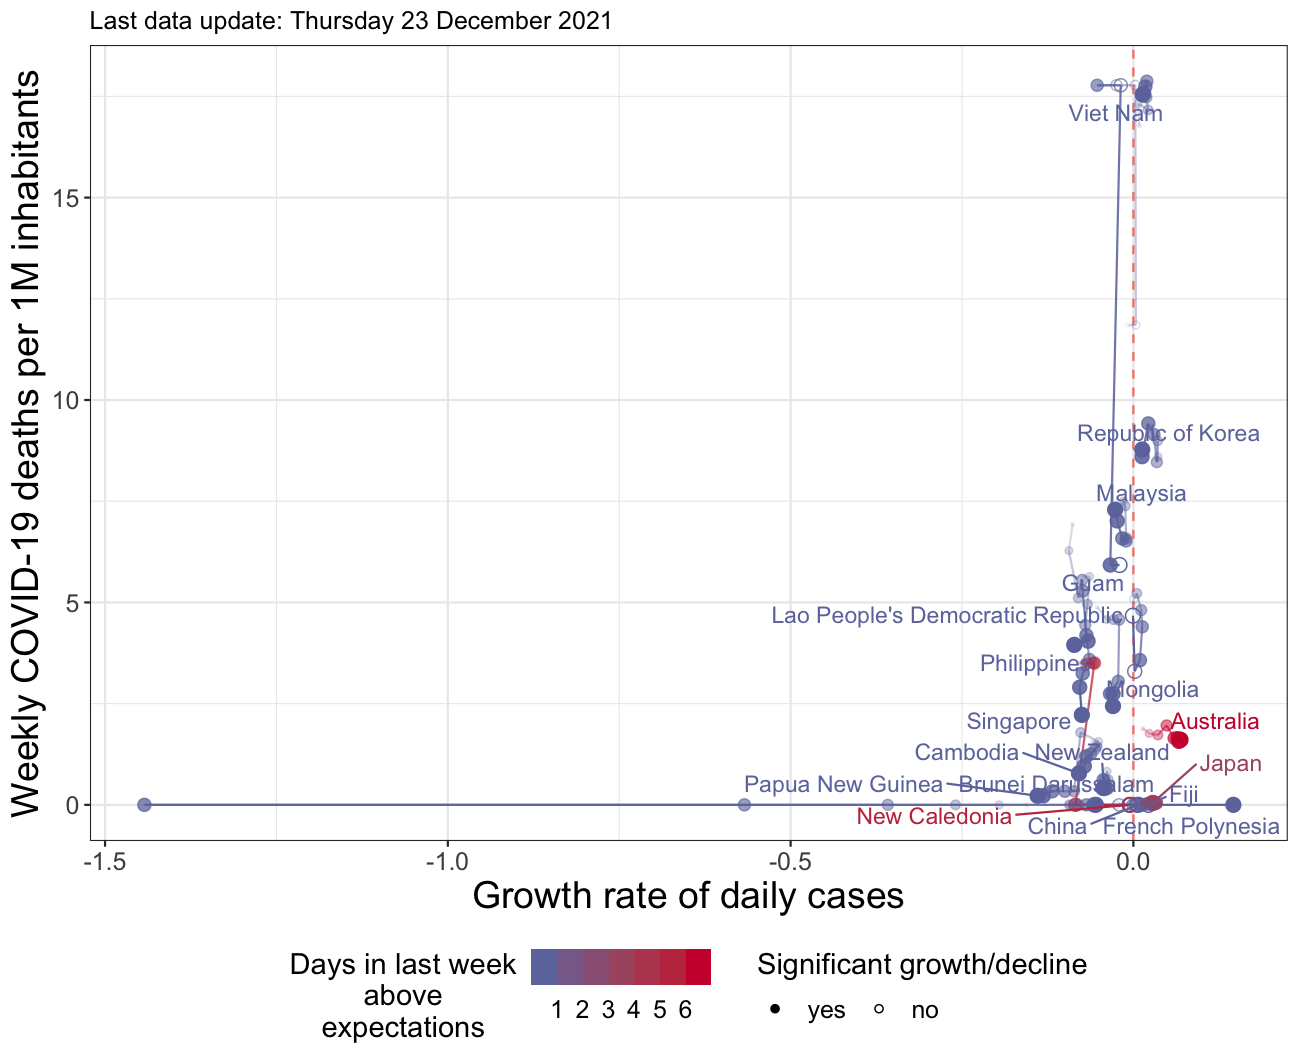 Last data update: Thursday 23 December 2021
Weekly COVID-19 deaths per 1M inhabitants
15
10
5
0
Viet Nam
Republic of Korea
Malaysia
Guam
Lao People's Democratic Republic
Philippines
Mongolia
Singapore
Australia
Cambodia
New Zealand
Japan
Papua New Guinea
Brunei Darussalam
Fiji
New Caledonia
China
French Polynesia
-1.5
-1.0
-0.5
0.0
Growth rate of daily cases
Days in last week
above
expectations
1 2 3 4 5 6
Significant growth/decline
yes
no